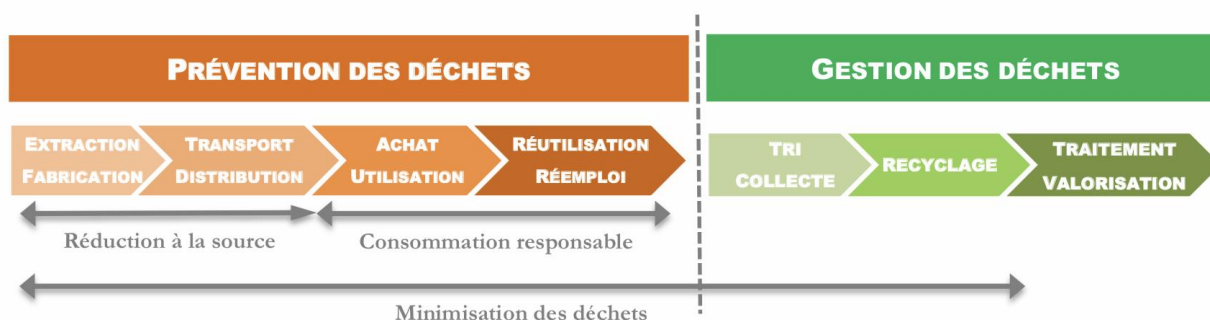 PRÉVENTION DES DÉCHETS
GESTION DES DÉCHETS
EXTRACTION
FABRICATION
TRANSPORT
DISTRIBUTION
ACHAT
UTILISATION
RÉUTILISATION
RÉEMPLOI
TRI
COLLECTE
RECYCLAGE
TRAITEMENT
VALORISATION
Réduction à la source
Consommation responsable
Minimisation des déchets